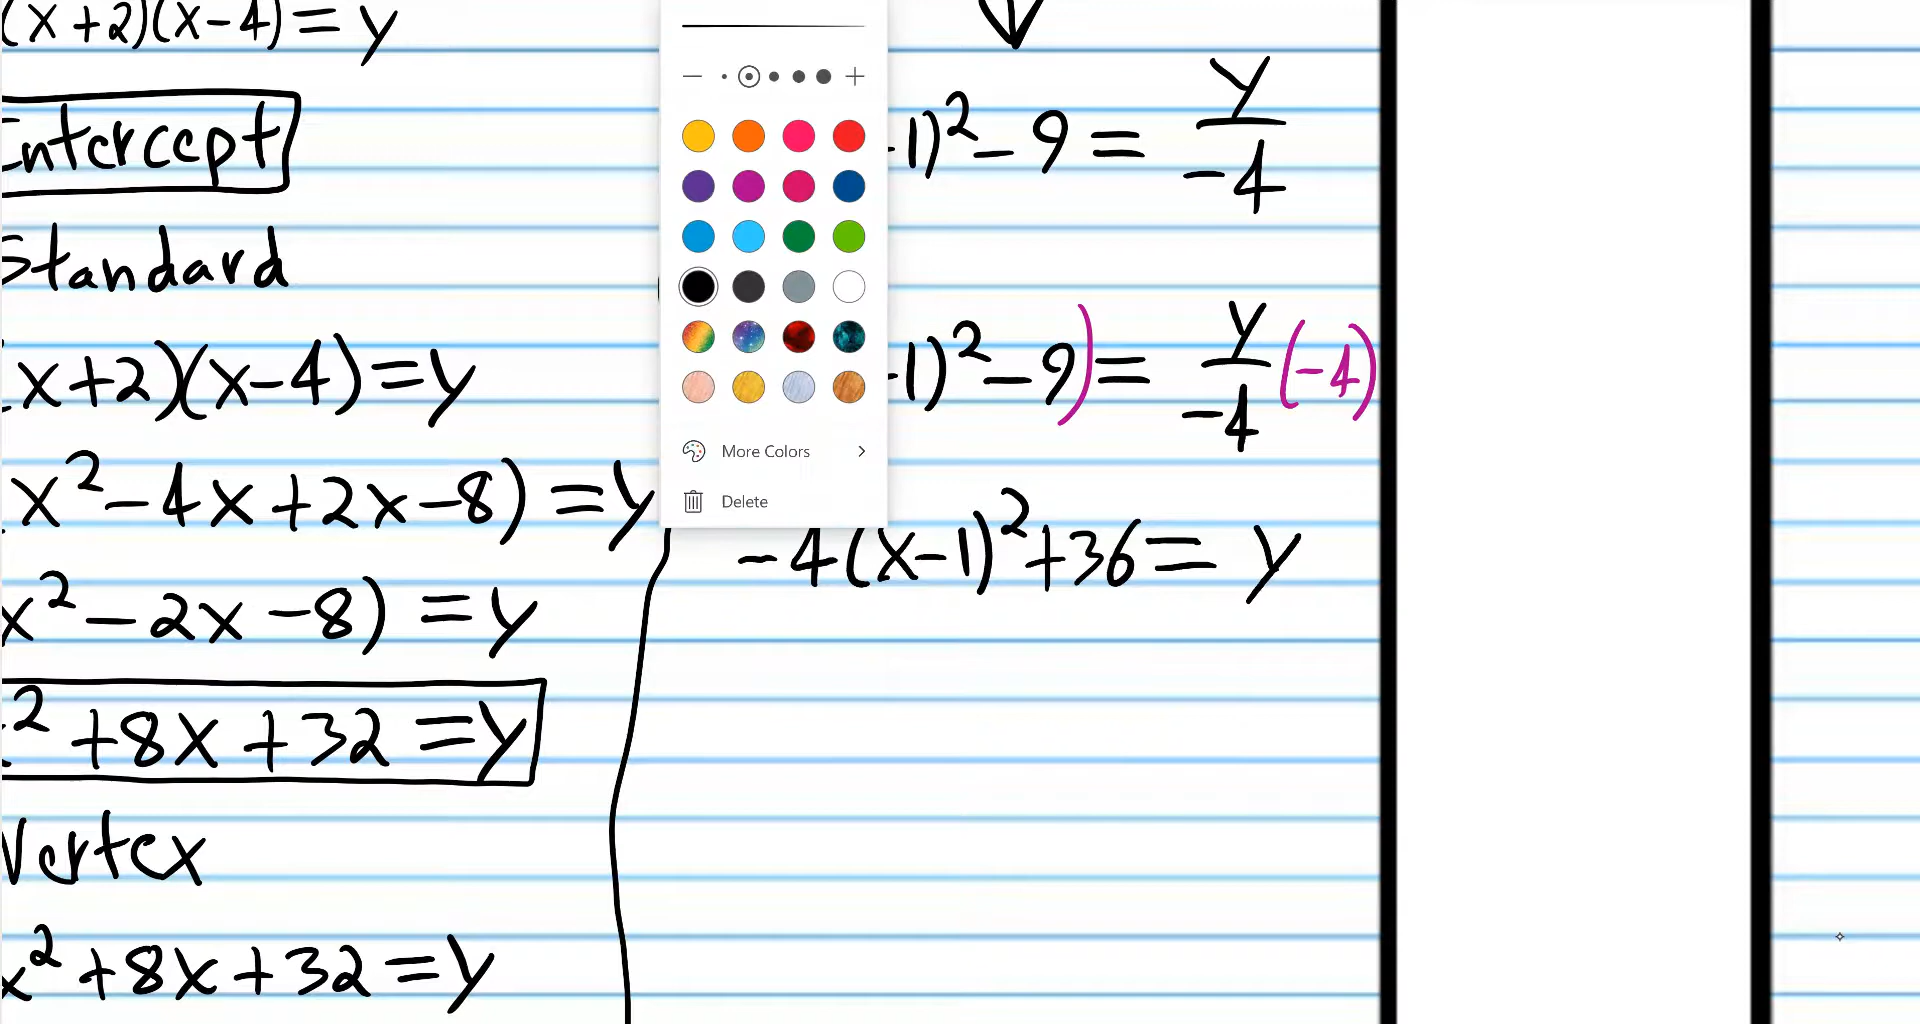 (x+2)(x-4)=y
Intercept
Standard
(x+2)(x-4)=y
x²-4x+2x-8)=y
x²-2x-8)=y
²+8x+32=y
Vertex
x²+8x+32=y
More Colors
Delete
-1)²-9=y/-4
-1)²-9)=y/-4(-4)
-4(x-1)²+36=y